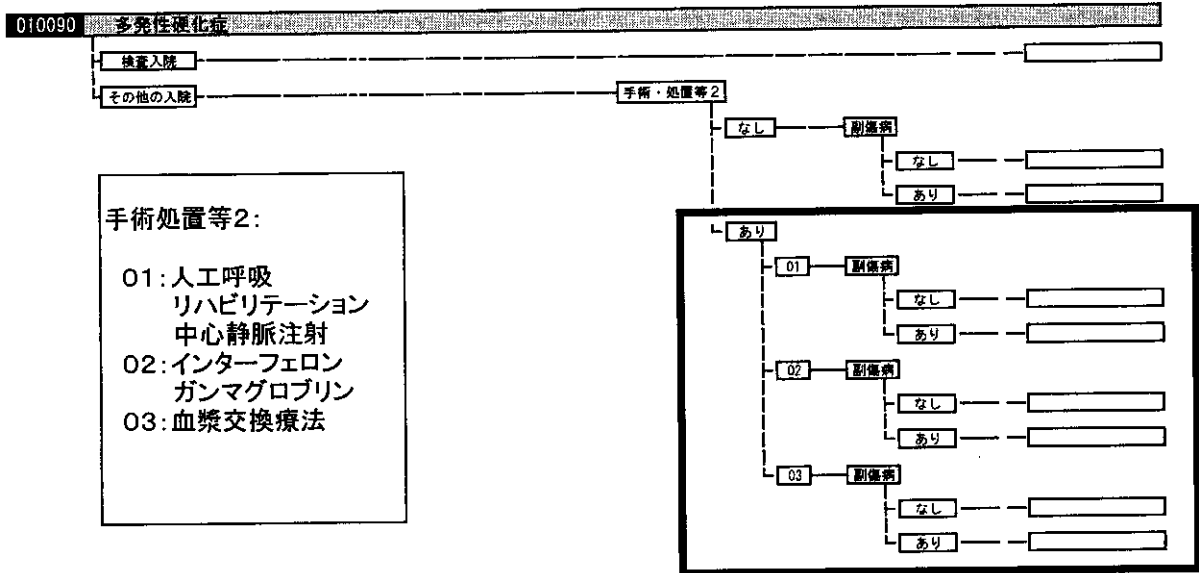 010090 多発性硬化症
検査入院
その他の入院
手術・処置等2
なし
副傷病
なし
あり
手術処置等2:
01:人工呼吸
リハビリテーション
中心静脈注射
02:インターフェロン
ガンマグロブリン
03:血漿交換療法
あり
01
副傷病
なし
あり
02
副傷病
なし
あり
03
副傷病
なし
あり